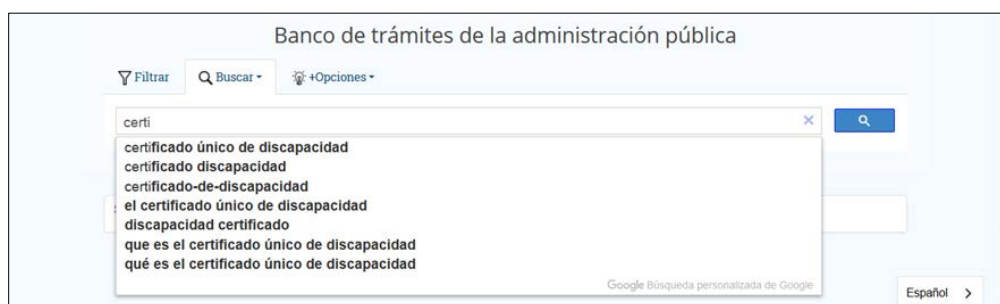 Banco de trámites de la administración pública
Filtrar Buscar +Opciones
certi
certificado único de discapacidad
certificado discapacidad
certificado-de-discapacidad
el certificado único de discapacidad
discapacidad certificado
que es el certificado único de discapacidad
qué es el certificado único de discapacidad
Google Búsqueda personalizada de Google
Español